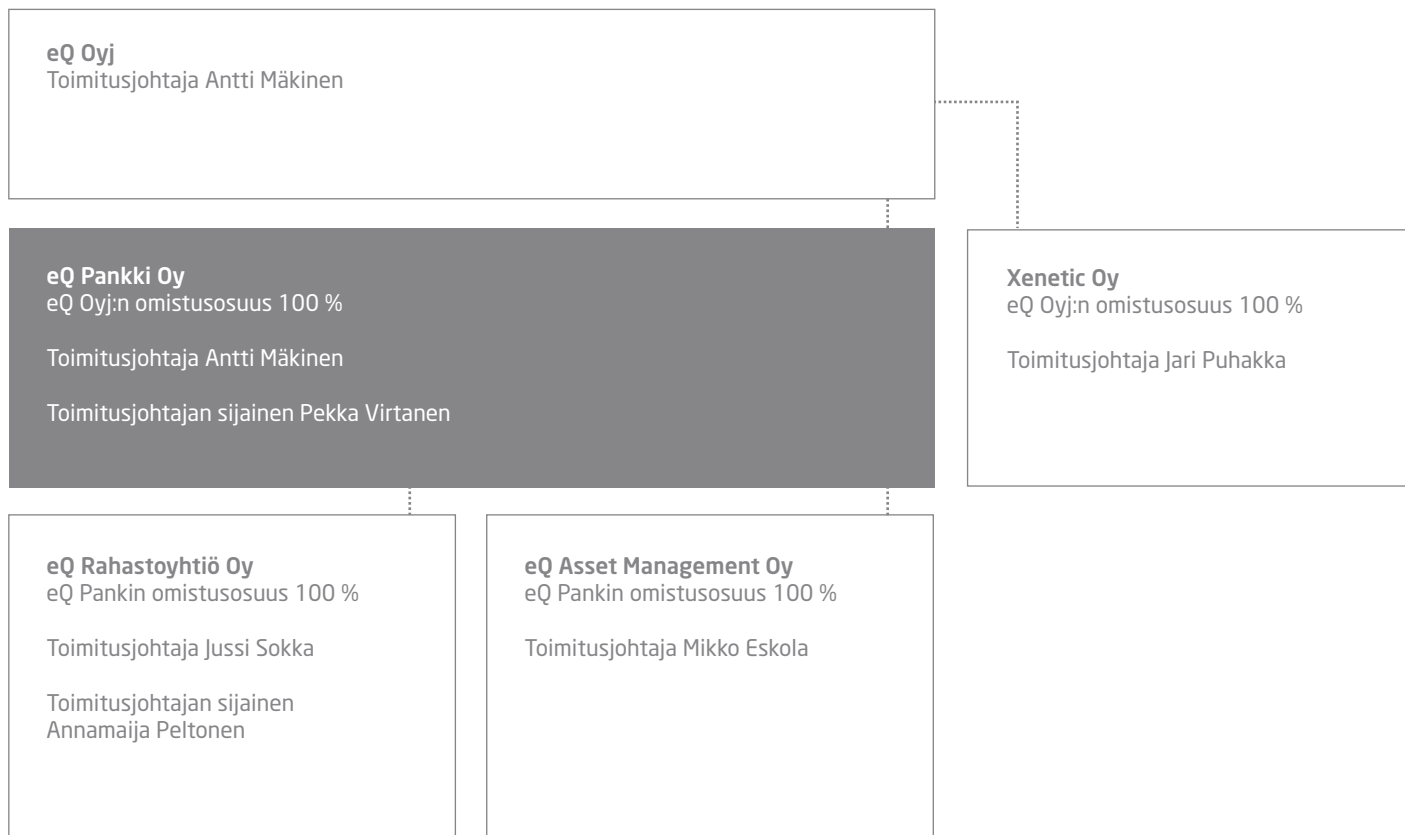 eQ Oyj
Toimitusjohtaja Antti Mäkinen
eQ Pankki Oy
eQ Oyj:n omistusosuus 100 %
Toimitusjohtaja Antti Mäkinen
Toimitusjohtajan sijainen Pekka Virtanen
Xenetic Oy
eQ Oyj:n omistusosuus 100 %
Toimitusjohtaja Jari Puhakka
eQ Rahastoyhtiö Oy
eQ Pankin omistusosuus 100 %
Toimitusjohtaja Jussi Sokka
Toimitusjohtajan sijainen
Annamaija Peltonen
eQ Asset Management Oy
eQ Pankin omistusosuus 100 %
Toimitusjohtaja Mikko Eskola